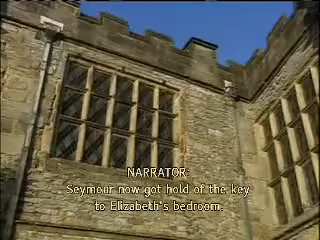 NARRATOR:
Seymour now got hold of the key
to Elizabeth's bedroom.